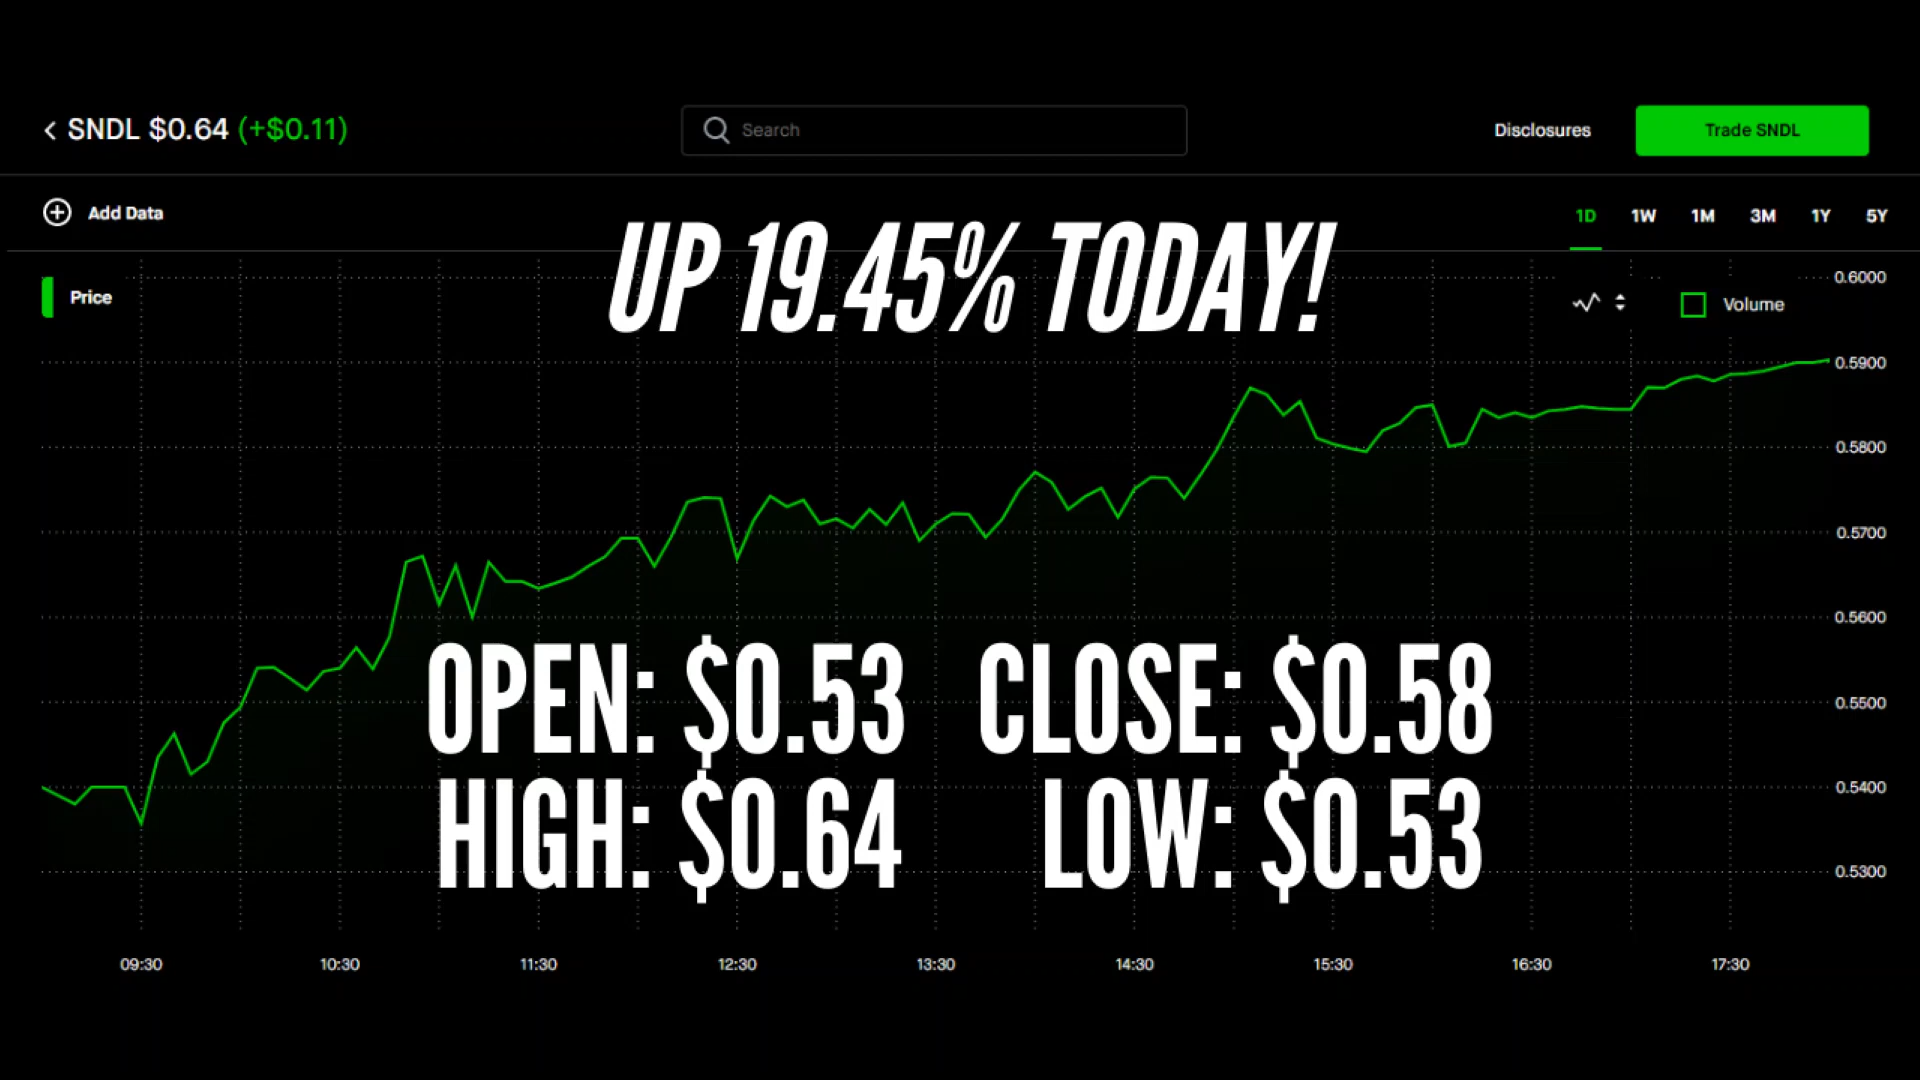 SNDL $0.64 (+$0.11)
Search
Disclosures
Trade SNDL
Add Data
1D 1W 1M 3M 1Y 5Y
UP 19.45% TODAY!
Price
Volume
0.6000
0.5900
0.5800
0.5700
0.5600
0.5500
0.5400
0.5300
OPEN: $0.53 CLOSE: $0.58
HIGH: $0.64 LOW: $0.53
09:30 10:30 11:30 12:30 13:30 14:30 15:30 16:30 17:30